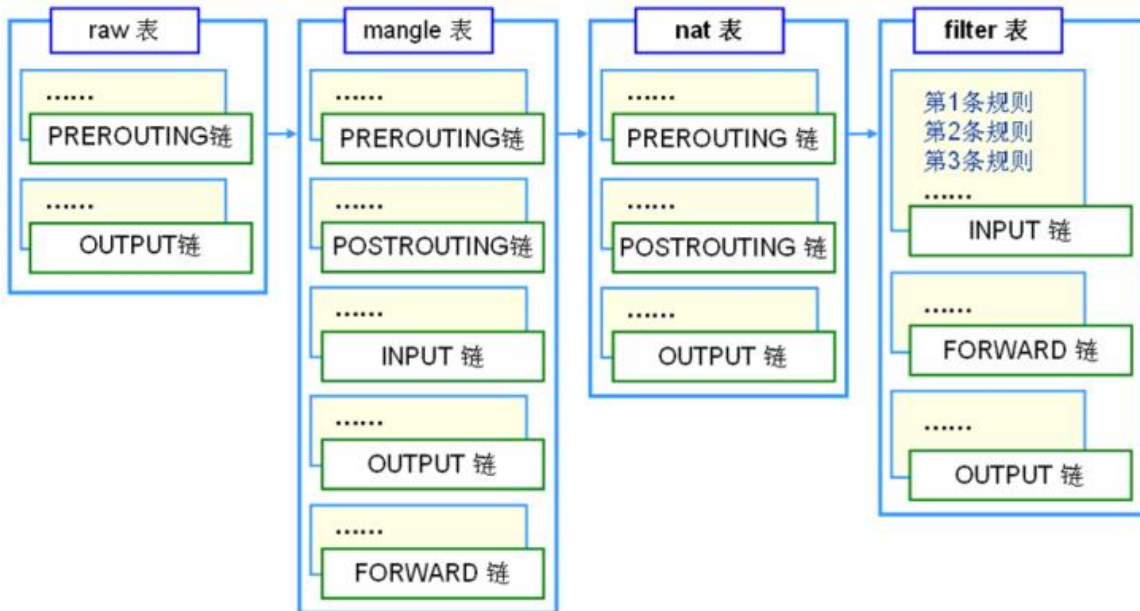 raw 表
……
PREROUTING链
……
OUTPUT链
mangle 表
……
PREROUTING链
……
POSTROUTING链
……
INPUT 链
……
OUTPUT 链
……
FORWARD 链
nat 表
……
PREROUTING 链
……
POSTROUTING 链
……
OUTPUT 链
filter 表
第1条规则
第2条规则
第3条规则
……
INPUT 链
……
FORWARD 链
……
OUTPUT 链